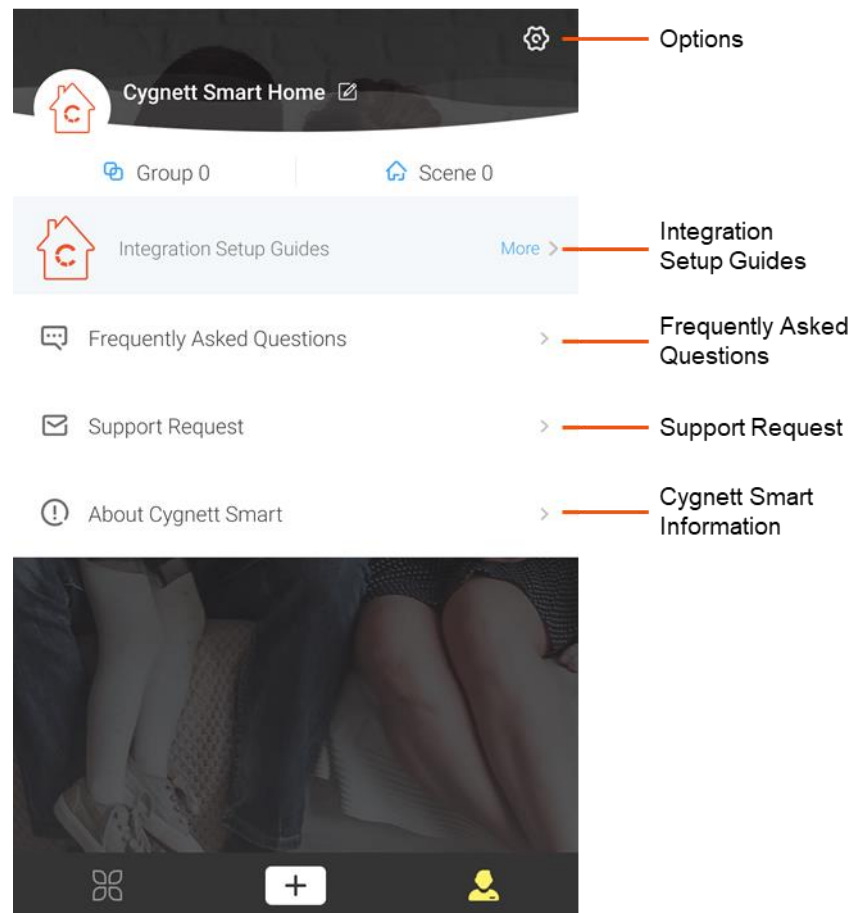 Options
Cygnett Smart Home
Group 0
Scene 0
Integration Setup Guides
More
Integration
Setup Guides
Frequently Asked Questions
Frequently Asked
Questions
Support Request
Support Request
About Cygnett Smart
Cygnett Smart
Information